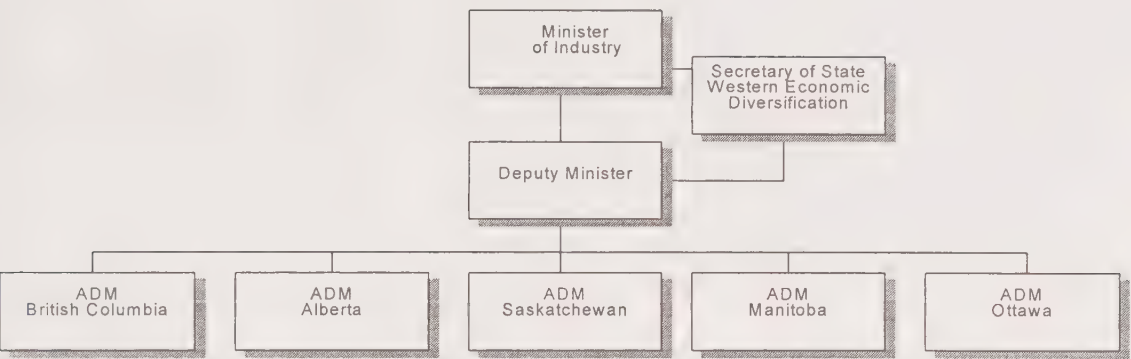 Minister
of Industry
Secretary of State
Western Economic
Diversification
Deputy Minister
ADM
British Columbia
ADM
Alberta
ADM
Saskatchewan
ADM
Manitoba
ADM
Ottawa